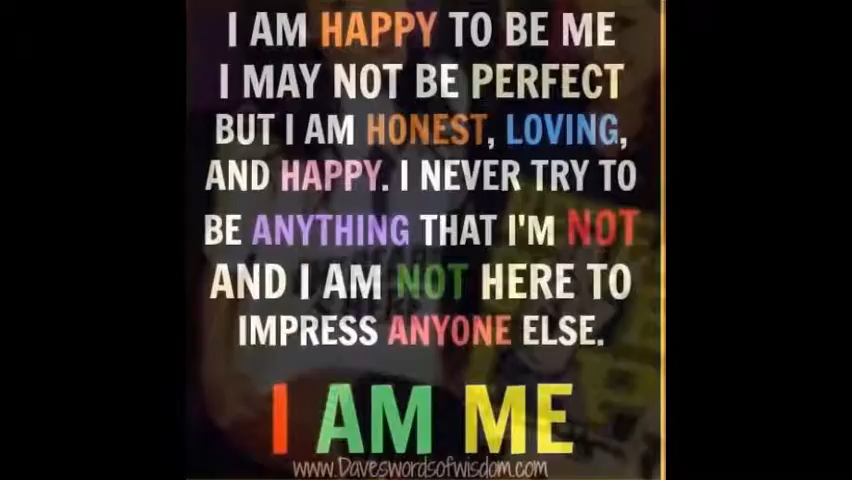 I AM HAPPY TO BE ME
I MAY NOT BE PERFECT
BUT I AM HONEST, LOVING,
AND HAPPY. I NEVER TRY TO
BE ANYTHING THAT I'M NOT
AND I AM NOT HERE TO
IMPRESS ANYONE ELSE.
I AM ME
www.Daveswordsofwisdom.com